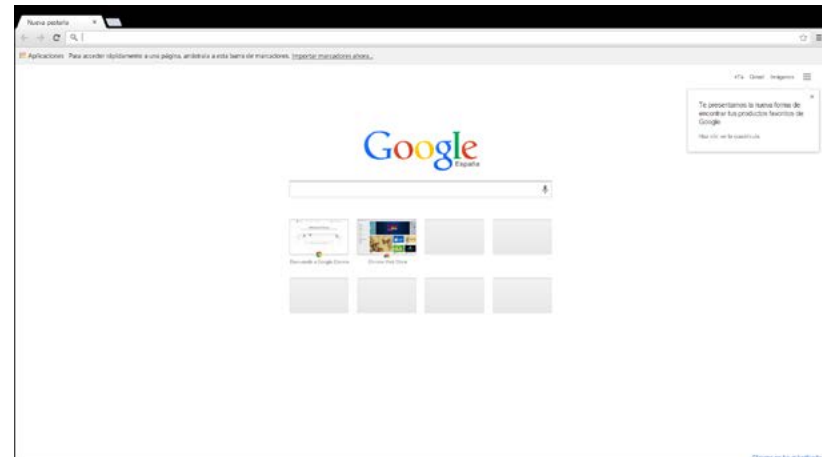 Nueva pestaña
Aplicaciones Para acceder rápidamente a una página, arrástrala a esta barra de marcadores. Importar marcadores ahora...
Gmail Imágenes
Te presentamos la nueva forma de
encontrar tus productos favoritos de
Google.
Google
España
Bienvenido a Google Chrome
Chrome Web Store